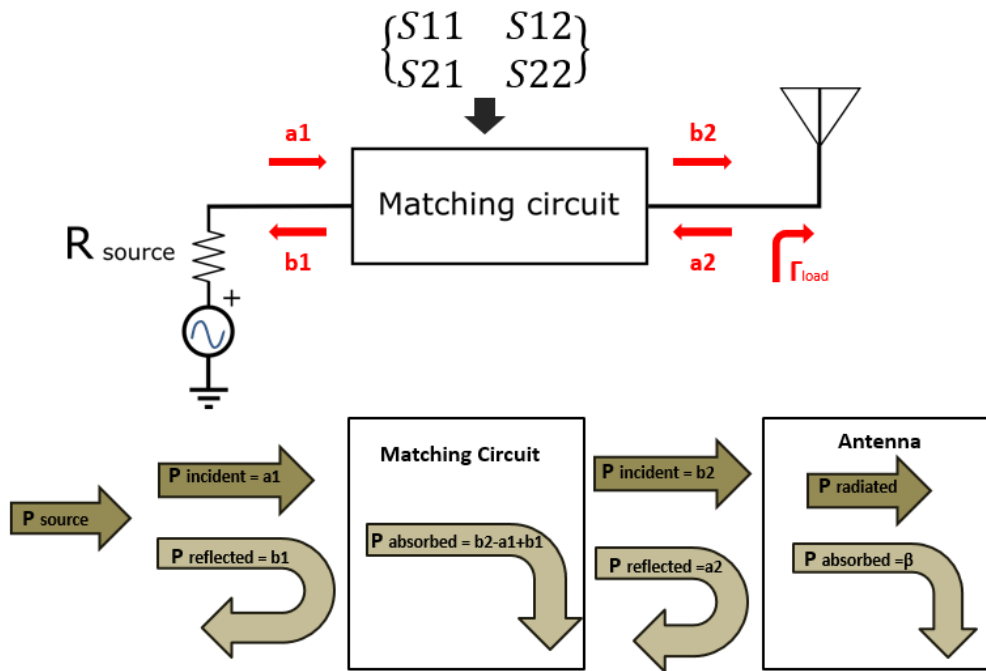 {S11 S12}
{S21 S22}
a1
b2
Matching circuit
R source
b1
a2
Γload
+
Matching Circuit
Antenna
P incident = a1
P incident = b2
P radiated
P source
P absorbed = b2-a1+b1
P reflected = b1
P reflected =a2
P absorbed =β